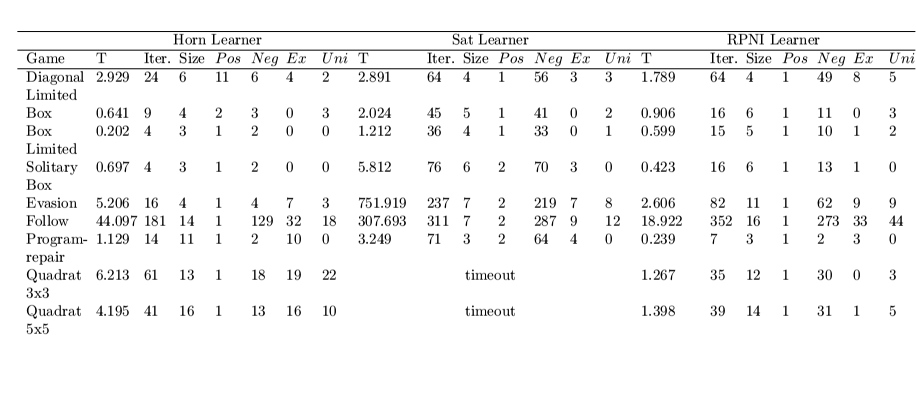 Horn Learner Sat Learner RPNI Learner
Game T Iter. Size Pos Neg Ex Uni T Iter. Size Pos Neg Ex Uni T Iter. Size Pos Neg Ex Uni
Diagonal 2.929 24 6 11 6 4 2 2.891 64 4 1 56 3 3 1.789 64 4 1 49 8 5
Limited
Box 0.641 9 4 2 3 0 3 2.024 45 5 1 41 0 2 0.906 16 6 1 11 0 3
Box 0.202 4 3 1 2 0 0 1.212 36 4 1 33 0 1 0.599 15 5 1 10 1 2
Limited
Solitary 0.697 4 3 1 2 0 0 5.812 76 6 2 70 3 0 0.423 16 6 1 13 1 0
Box
Evasion 5.206 16 4 1 4 7 3 751.919 237 7 2 219 7 8 2.606 82 11 1 62 9 9
Follow 44.097 181 14 1 129 32 18 307.693 311 7 2 287 9 12 18.922 352 16 1 273 33 44
Program- 1.129 14 11 1 2 10 0 3.249 71 3 2 64 4 0 0.239 7 3 1 2 3 0
repair
Quadrat 6.213 61 13 1 18 19 22 timeout 1.267 35 12 1 30 0 3
3x3
Quadrat 4.195 41 16 1 13 16 10 timeout 1.398 39 14 1 31 1 5
5x5